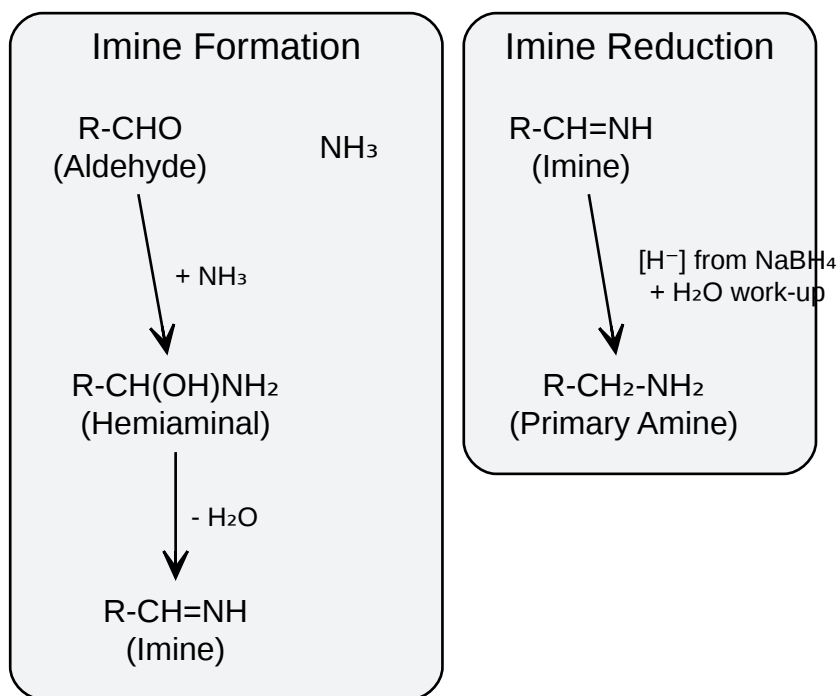 Imine Formation
R-CHO
(Aldehyde)
NH₃
+ NH₃
R-CH(OH)NH₂
(Hemiaminal)
- H₂O
R-CH=NH
(Imine)
Imine Reduction
R-CH=NH
(Imine)
[H⁻] from NaBH₄
+ H₂O work-up
R-CH₂-NH₂
(Primary Amine)